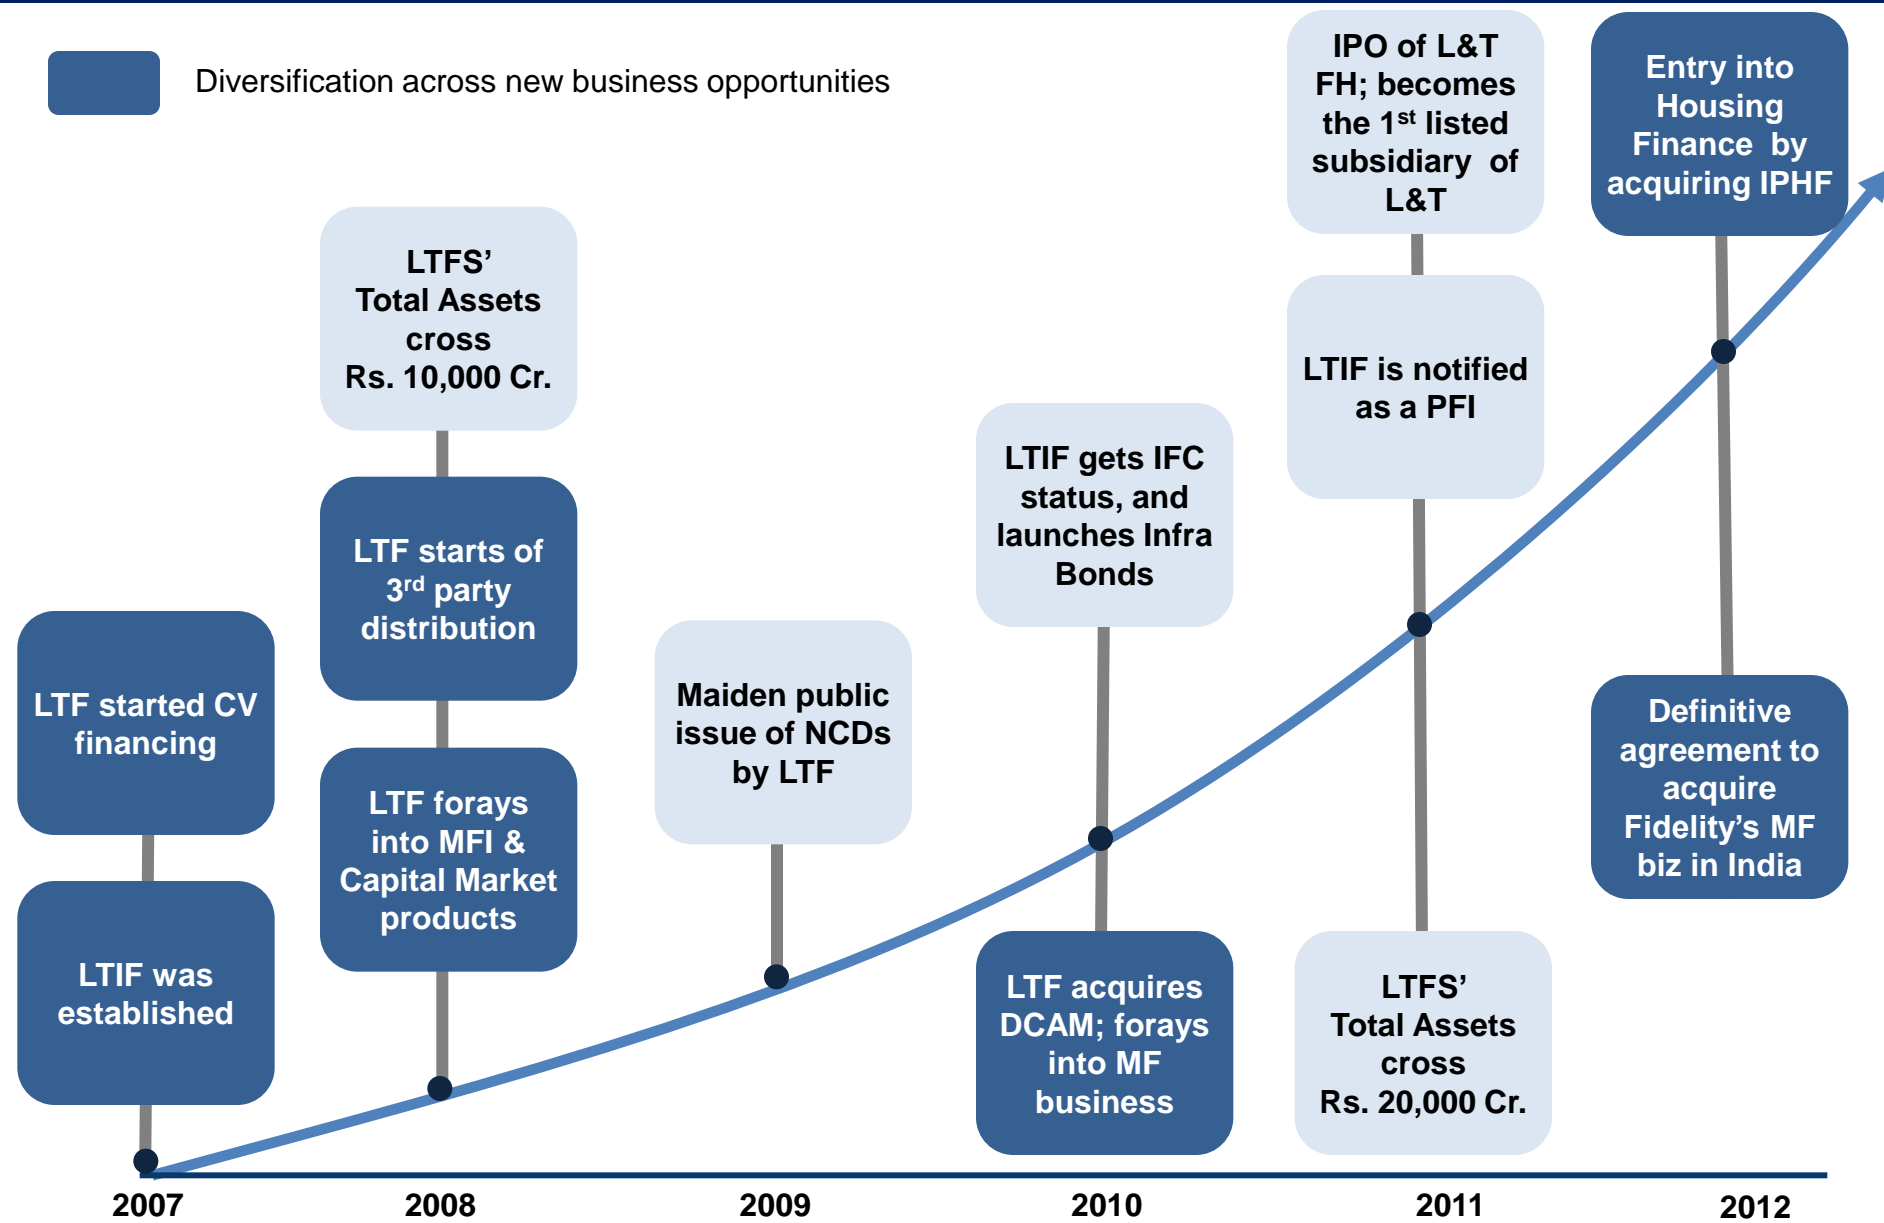 Diversification across new business opportunities
LTF started CV
financing
LTIF was
established
LTFS’
Total Assets
cross
Rs. 10,000 Cr.
LTF starts of
3rd party
distribution
LTF forays
into MFI &
Capital Market
products
Maiden public
issue of NCDs
by LTF
LTIF gets IFC
status, and
launches Infra
Bonds
LTF acquires
DCAM; forays
into MF
business
IPO of L&T
FH; becomes
the 1st listed
subsidiary of
L&T
LTIF is notified
as a PFI
LTFS’
Total Assets
cross
Rs. 20,000 Cr.
Entry into
Housing
Finance by
acquiring IPHF
Definitive
agreement to
acquire
Fidelity’s MF
biz in India
2007 2008 2009 2010 2011 2012